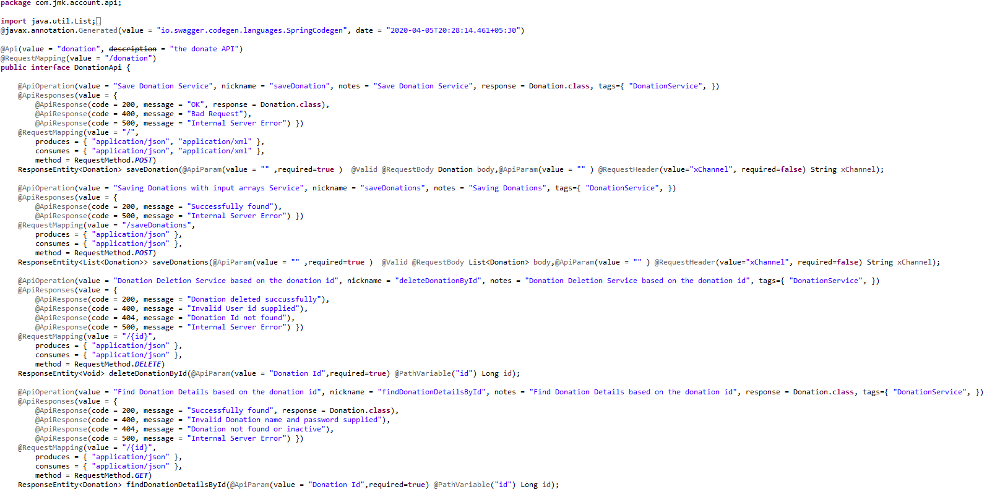 package com.jmk.account.api;
import java.util.List;
@javax.annotation.Generated(value = "io.swagger.codegen.languages.SpringCodegen", date = "2020-04-05T20:28:14.461+05:30")
@Api(value = "donation", description = "the donate API")
@RequestMapping(value = "/donation")
public interface DonationApi {
@ApiOperation(value = "Save Donation Service", nickname = "saveDonation", notes = "Save Donation Service", response = Donation.class, tags={ "DonationService", })
@ApiResponses(value = {
@ApiResponse(code = 200, message = "OK", response = Donation.class),
@ApiResponse(code = 400, message = "Bad Request"),
@ApiResponse(code = 500, message = "Internal Server Error") })
@RequestMapping(value = "/",
produces = { "application/json", "application/xml" },
consumes = { "application/json", "application/xml" },
method = RequestMethod.POST)
ResponseEntity<Donation> saveDonation(@ApiParam(value = "" ,required=true )  @Valid @RequestBody Donation body,@ApiParam(value = "" ) @RequestHeader(value="xChannel", required=false) String xChannel);
@ApiOperation(value = "Saving Donations with input arrays Service", nickname = "saveDonations", notes = "Saving Donations", tags={ "DonationService", })
@ApiResponses(value = {
@ApiResponse(code = 200, message = "Successfully found"),
@ApiResponse(code = 500, message = "Internal Server Error") })
@RequestMapping(value = "/saveDonations",
produces = { "application/json" },
consumes = { "application/json" },
method = RequestMethod.POST)
ResponseEntity<List<Donation>> saveDonations(@ApiParam(value = "" ,required=true )  @Valid @RequestBody List<Donation> body,@ApiParam(value = "" ) @RequestHeader(value="xChannel", required=false) String xChannel);
@ApiOperation(value = "Donation Deletion Service based on the donation id", nickname = "deleteDonationById", notes = "Donation Deletion Service based on the donation id", tags={ "DonationService", })
@ApiResponses(value = {
@ApiResponse(code = 200, message = "Donation deleted succussfully"),
@ApiResponse(code = 400, message = "Invalid User id supplied"),
@ApiResponse(code = 404, message = "Donation Id not found"),
@ApiResponse(code = 500, message = "Internal Server Error") })
@RequestMapping(value = "/{id}",
produces = { "application/json" },
consumes = { "application/json" },
method = RequestMethod.DELETE)
ResponseEntity<Void> deleteDonationById(@ApiParam(value = "Donation Id",required=true) @PathVariable("id") Long id);
@ApiOperation(value = "Find Donation Details based on the donation id", nickname = "findDonationDetailsById", notes = "Find Donation Details based on the donation id", response = Donation.class, tags={ "DonationService", })
@ApiResponses(value = {
@ApiResponse(code = 200, message = "Successfully found", response = Donation.class),
@ApiResponse(code = 400, message = "Invalid Donation name and password supplied"),
@ApiResponse(code = 404, message = "Donation not found or inactive"),
@ApiResponse(code = 500, message = "Internal Server Error") })
@RequestMapping(value = "/{id}",
produces = { "application/json" },
consumes = { "application/json" },
method = RequestMethod.GET)
ResponseEntity<Donation> findDonationDetailsById(@ApiParam(value = "Donation Id",required=true) @PathVariable("id") Long id);